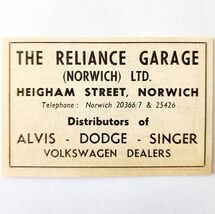 THE RELIANCE GARAGE
(NORWICH) LTD.
HEIGHAM STREET, NORWICH
Telephone: Norwich 20366/7 & 25426
Distributors of
ALVIS - DODGE - SINGER
VOLKSWAGEN DEALERS